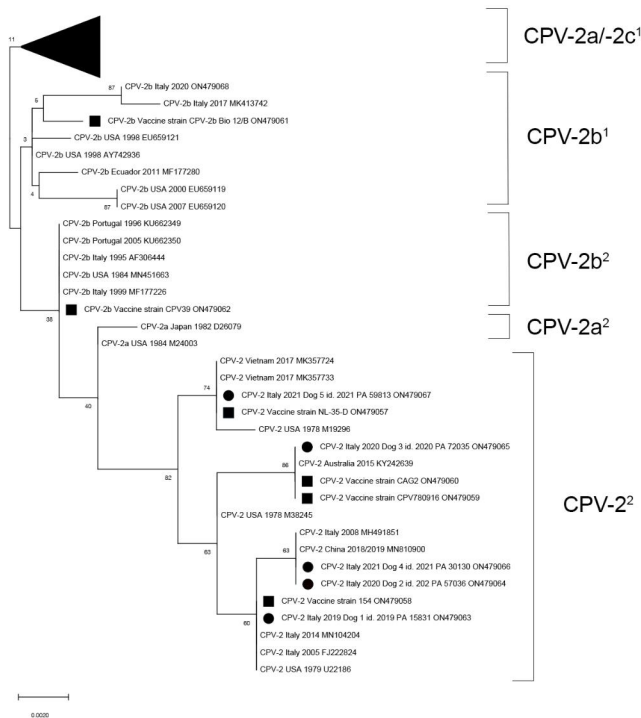 11
CPV-2a/-2c¹
87
CPV-2b Italy 2020 ON479068
CPV-2b Italy 2017 MK413742
5
CPV-2b Vaccine strain CPV-2b Bio 12/B ON479061
CPV-2b¹
3
CPV-2b USA 1998 EU659121
CPV-2b USA 1998 AY742936
CPV-2b Ecuador 2011 MF177280
4
CPV-2b USA 2000 EU659119
67
CPV-2b USA 2007 EU659120
CPV-2b Portugal 1996 KU662349
CPV-2b Portugal 2005 KU662350
CPV-2b Italy 1995 AF306444
CPV-2b²
CPV-2b USA 1984 MN451663
CPV-2b Italy 1999 MF177226
CPV-2b Vaccine strain CPV39 ON479062
38
CPV-2a Japan 1982 D26079
CPV-2a²
CPV-2a USA 1984 M24003
40
CPV-2 Vietnam 2017 MK357724
CPV-2 Vietnam 2017 MK357733
74
CPV-2 Italy 2021 Dog 5 id. 2021 PA 59813 ON479067
CPV-2 Vaccine strain NL-35-D ON479057
CPV-2 USA 1978 M19296
82
CPV-2 Italy 2020 Dog 3 id. 2020 PA 72035 ON479065
86
CPV-2 Australia 2015 KY242639
CPV-2 Vaccine strain CAG2 ON479060
CPV-2 Vaccine strain CPV780916 ON479059
CPV-2²
CPV-2 USA 1978 M38245
63
CPV-2 Italy 2008 MH491851
CPV-2 China 2018/2019 MN810900
63
CPV-2 Italy 2021 Dog 4 id. 2021 PA 30130 ON479066
CPV-2 Italy 2020 Dog 2 id. 202 PA 57036 ON479064
CPV-2 Vaccine strain 154 ON479058
CPV-2 Italy 2019 Dog 1 id. 2019 PA 15831 ON479063
60
CPV-2 Italy 2014 MN104204
CPV-2 Italy 2005 FJ222824
CPV-2 USA 1979 U22186
0.0020